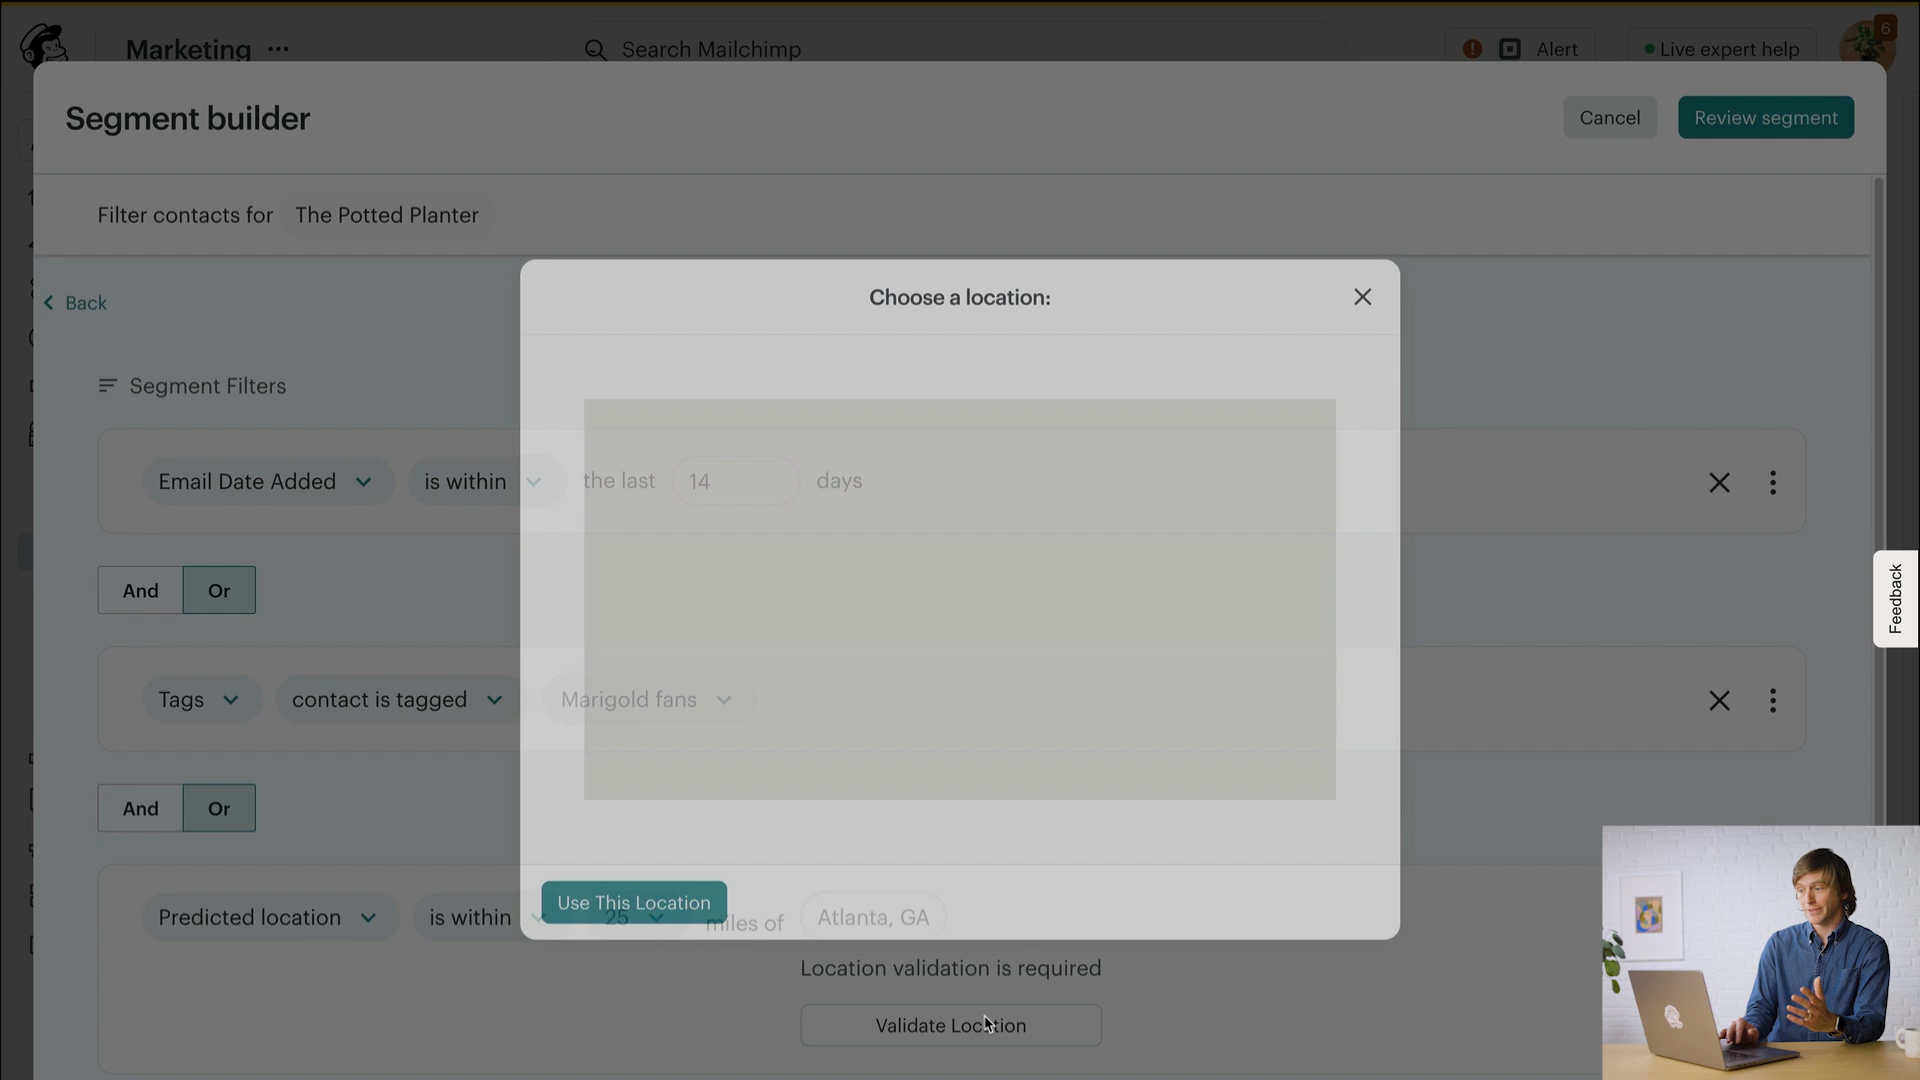 Marketing
Search Mailchimp
Alert
Live expert help
6
Segment builder
Cancel
Review segment
Filter contacts for The Potted Planter
Choose a location:
Back
Segment Filters
Email Date Added is within the last 14 days
And Or
Feedback
Tags contact is tagged Marigold fans
And Or
Use This Location
Predicted location is within 25 miles of Atlanta, GA
Location validation is required
Validate Location